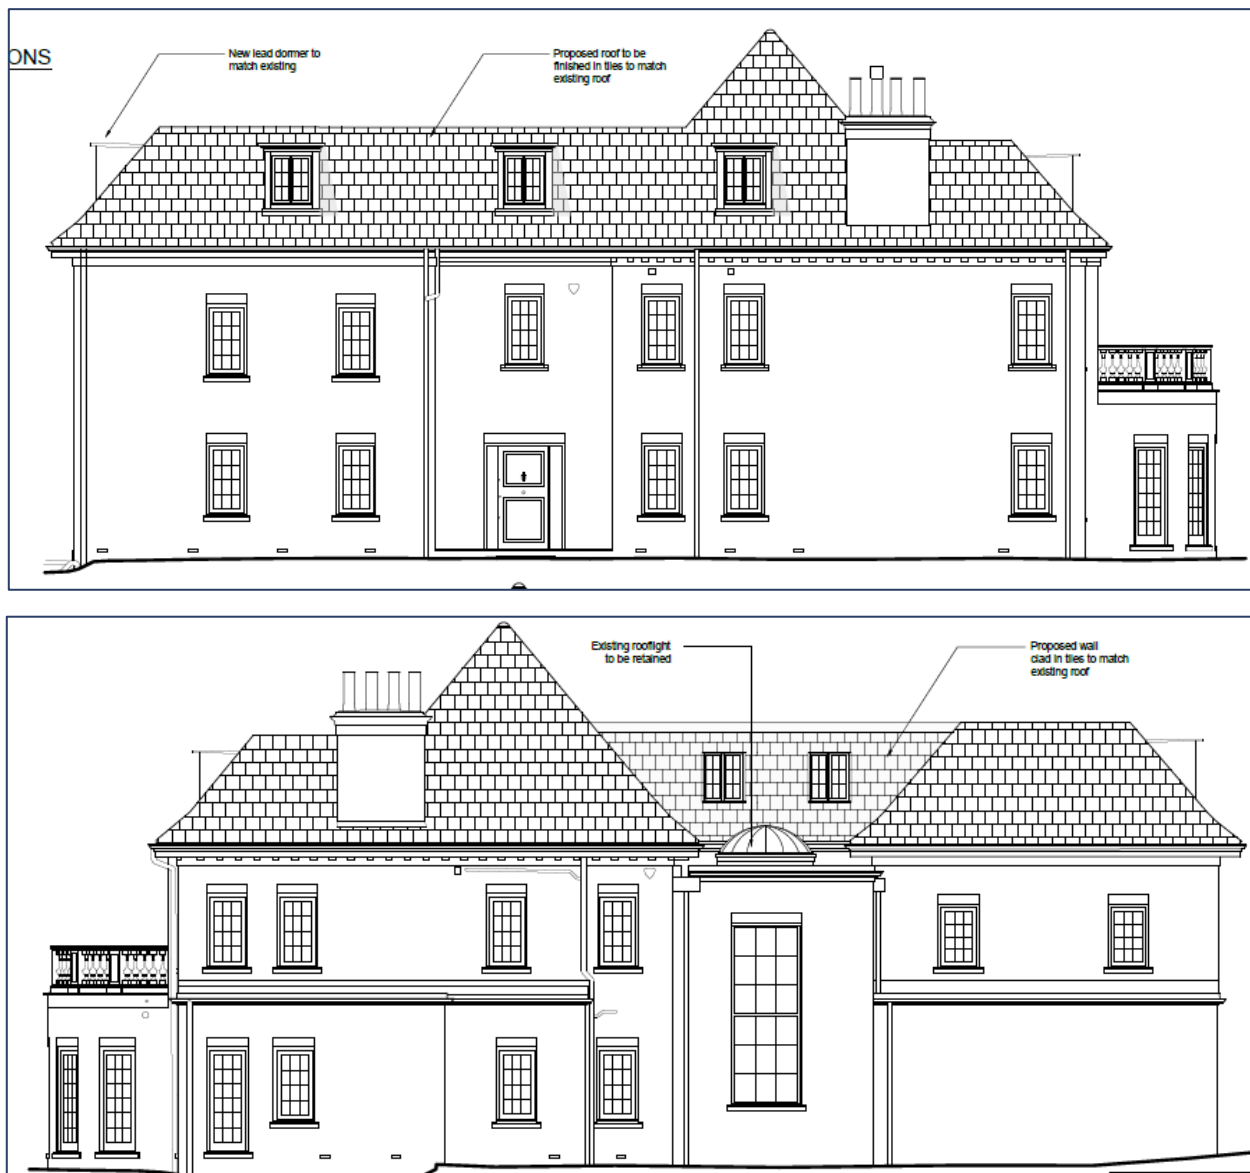 ONS
New lead dormer to
match existing
Proposed roof to be
finished in tiles to match
existing roof
Existing rooflight
to be retained
Proposed wall
clad in tiles to match
existing roof